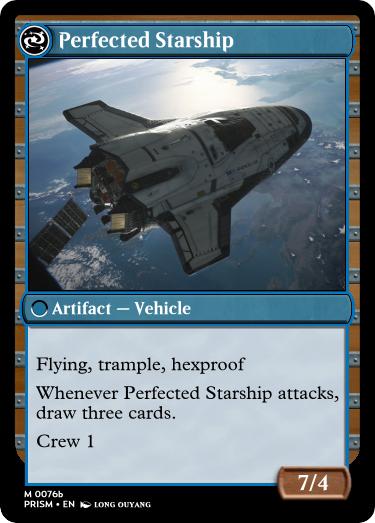 Perfected Starship
Artifact — Vehicle
Flying, trample, hexproof
Whenever Perfected Starship attacks,
draw three cards.
Crew 1
7/4
M 0076b
PRISM • EN LONG OUYANG